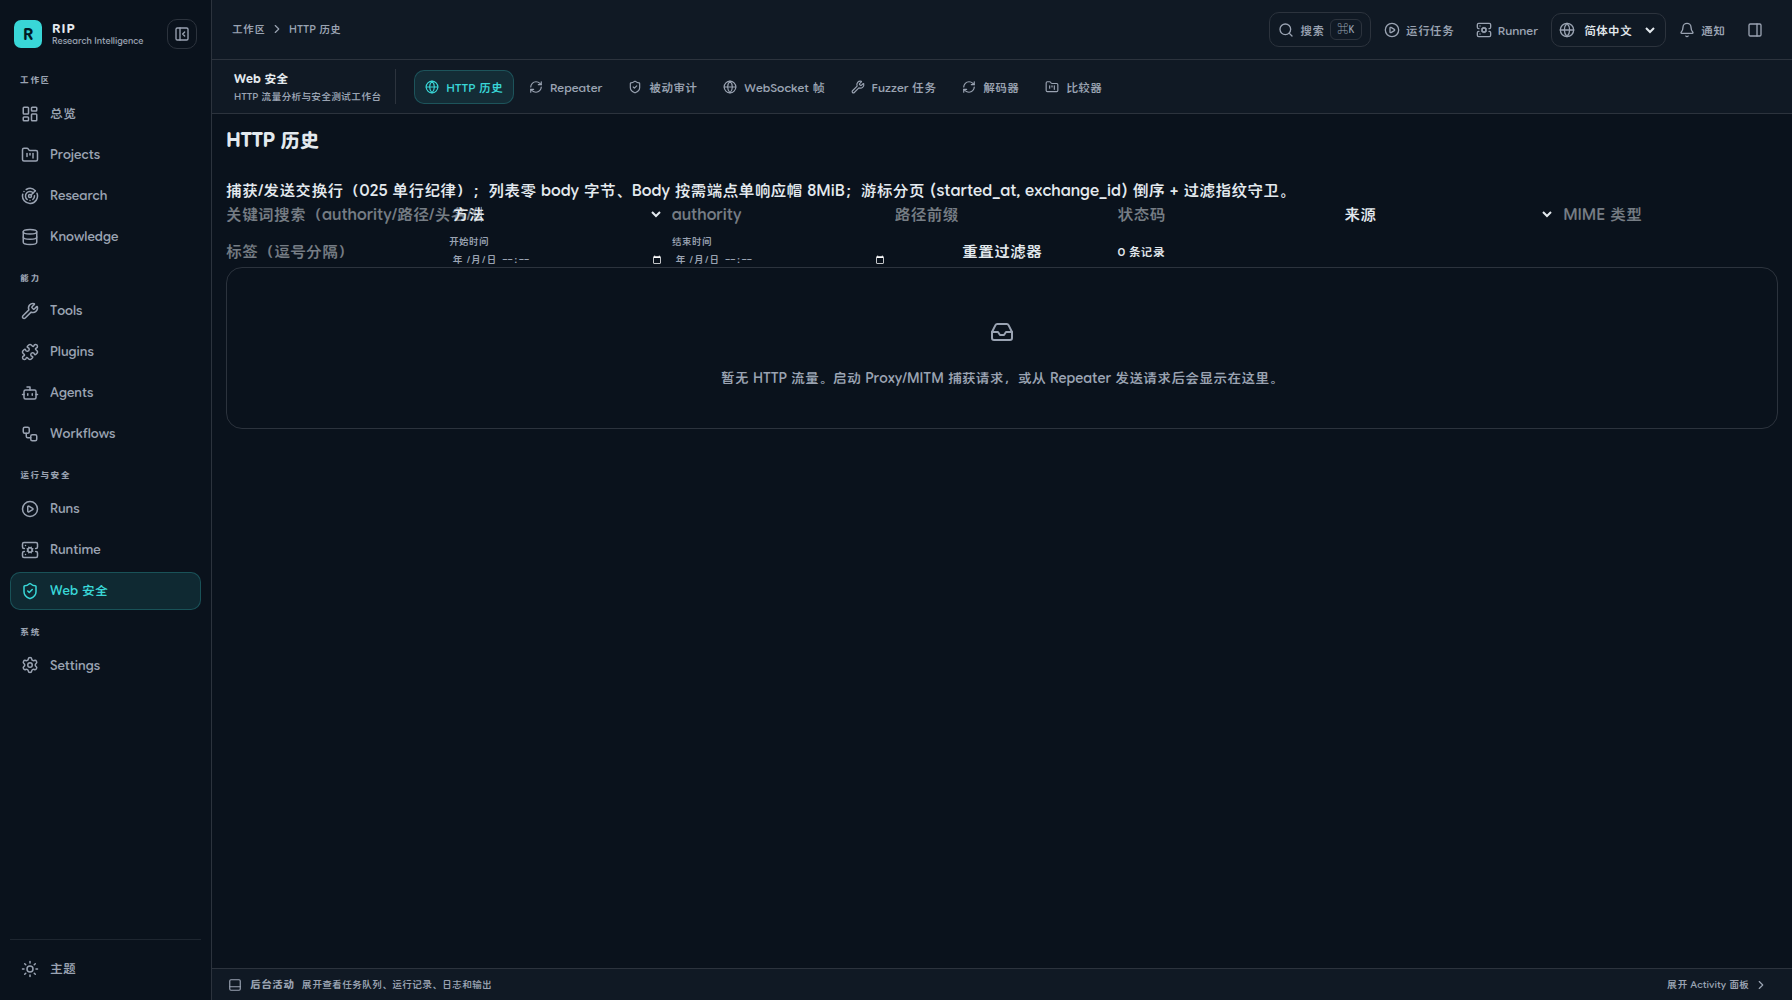 R
RIP
Research Intelligence
工作区
总览
Projects
Research
Knowledge
能力
Tools
Plugins
Agents
Workflows
运行与安全
Runs
Runtime
Web 安全
系统
Settings
主题
工作区 > HTTP 历史
搜索 ⌘K
运行任务
Runner
简体中文
通知
Web 安全
HTTP 流量分析与安全测试工作台
HTTP 历史
Repeater
被动审计
WebSocket 帧
Fuzzer 任务
解码器
比较器
HTTP 历史
捕获/发送交换行（025 单行纪律）；列表零 body 字节、Body 按需端点单响应帽 8MiB；游标分页 (started_at, exchange_id) 倒序 + 过滤指纹守卫。
关键词搜索（authority/路径/头
方法
authority
路径前缀
状态码
来源
MIME 类型
标签（逗号分隔）
开始时间
年 /月/日 --:--
结束时间
年 /月/日 --:--
重置过滤器
0 条记录
暂无 HTTP 流量。启动 Proxy/MITM 捕获请求，或从 Repeater 发送请求后会显示在这里。
后台活动 展开查看任务队列、运行记录、日志和输出
展开 Activity 面板